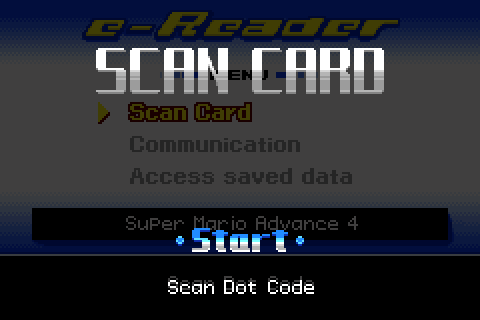 e-Reader
SCAN CARD
MENU
Scan Card
Communication
Access saved data
Super Mario Advance 4
•Start•
Scan Dot Code